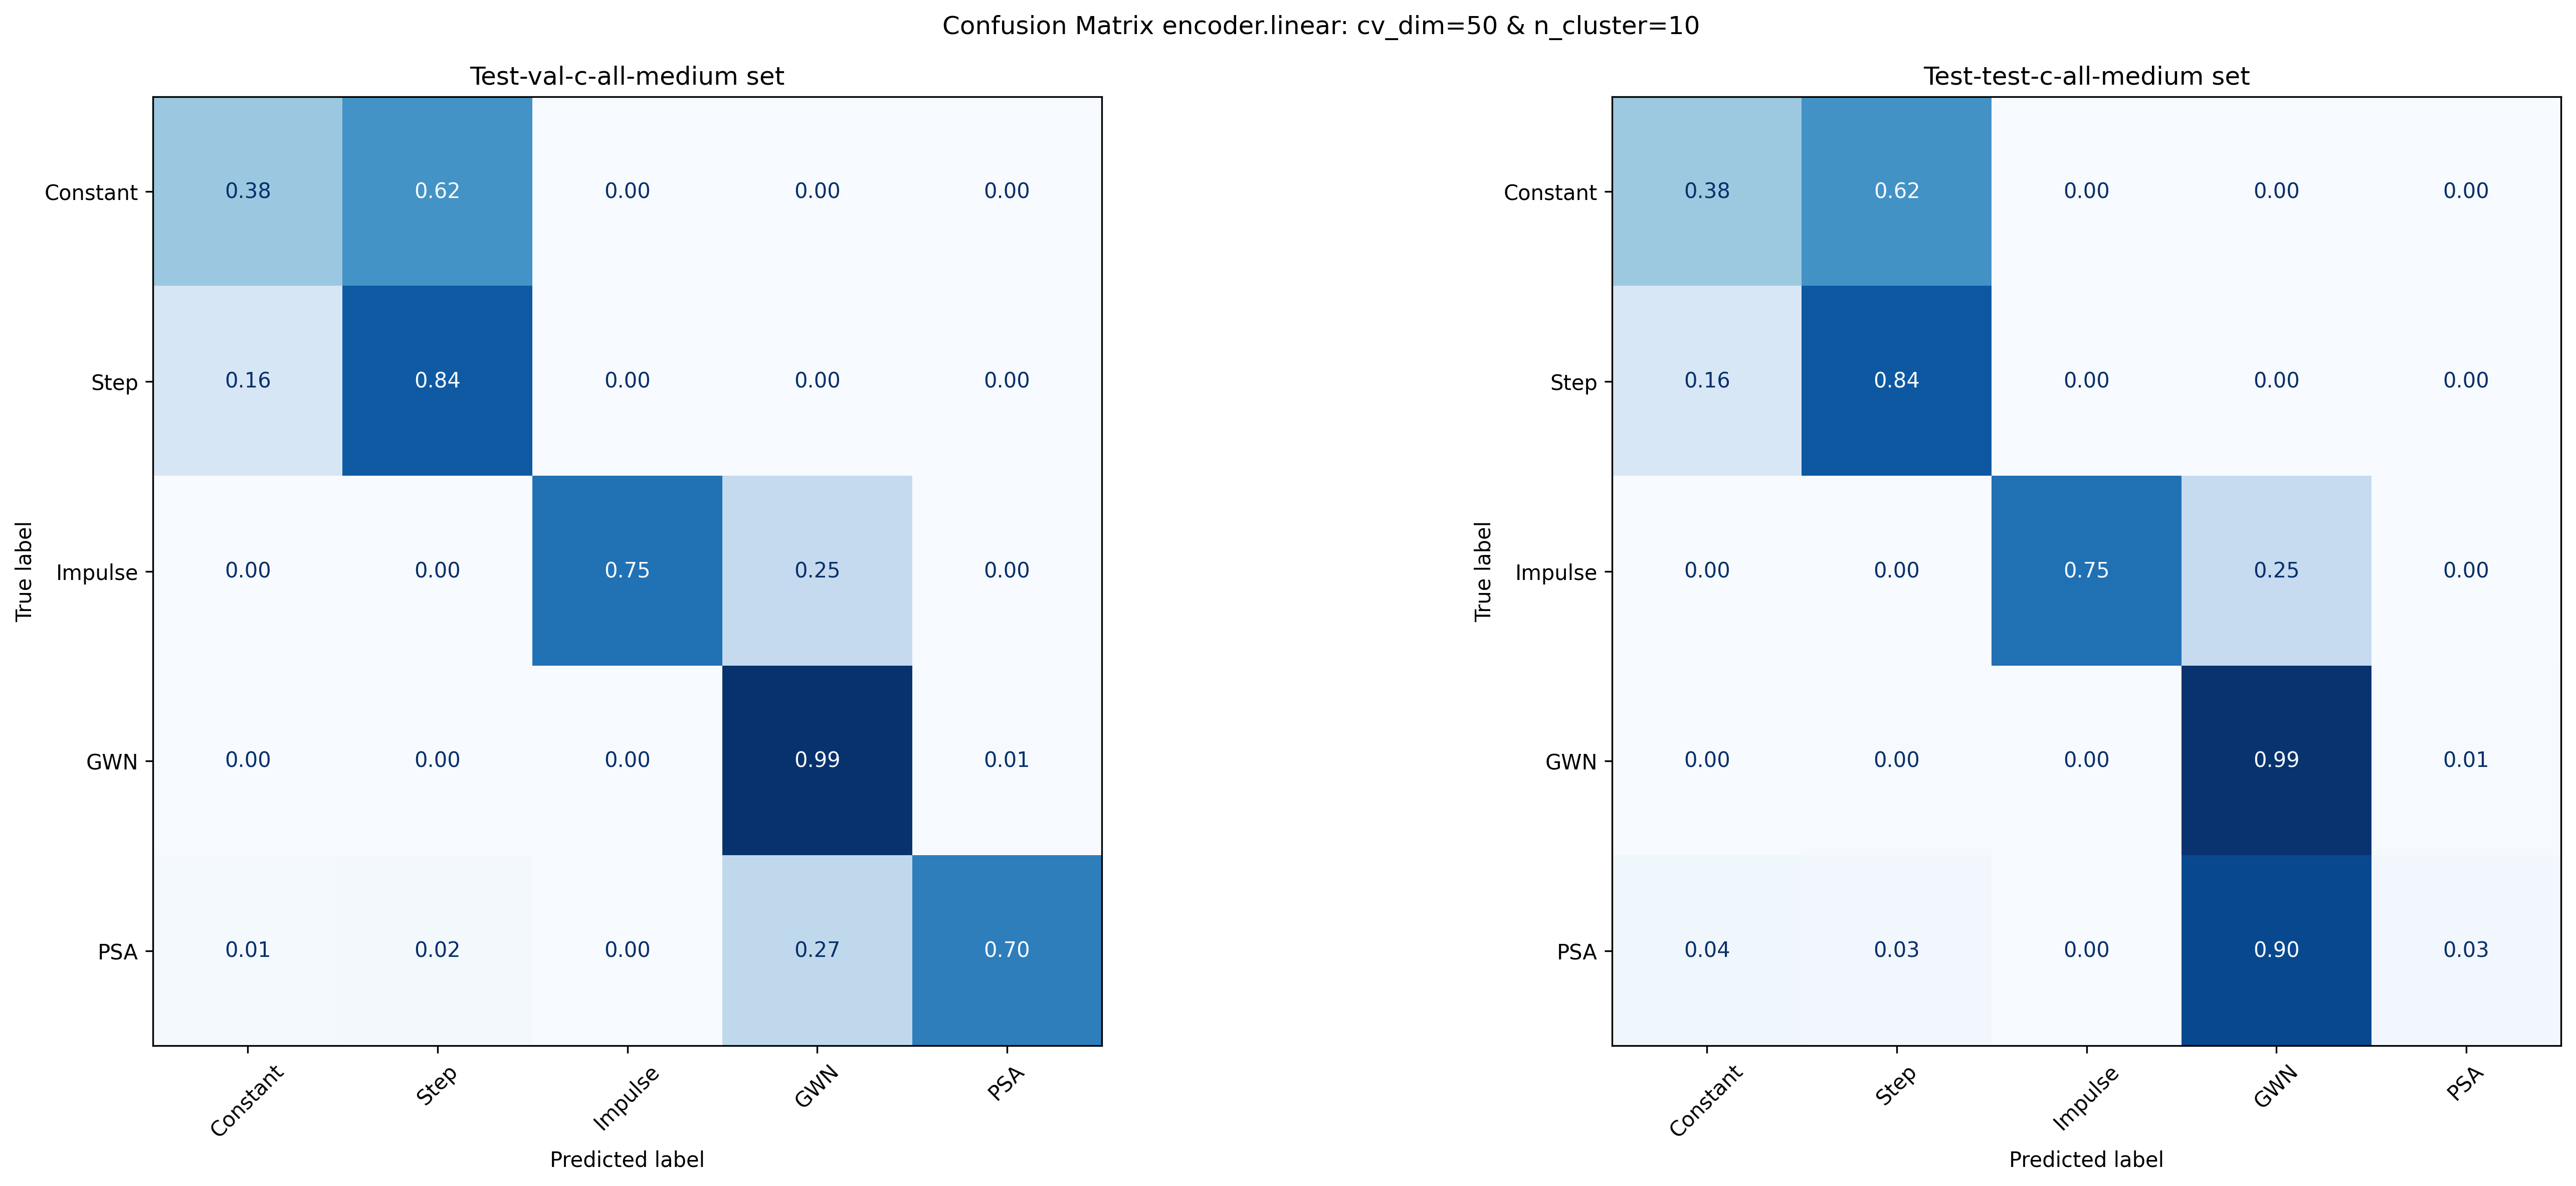 Confusion Matrix encoder.linear: cv_dim=50 & n_cluster=10
Test-val-c-all-medium set
True label
Constant 0.38 0.62 0.00 0.00 0.00
Step 0.16 0.84 0.00 0.00 0.00
Impulse 0.00 0.00 0.75 0.25 0.00
GWN 0.00 0.00 0.00 0.99 0.01
PSA 0.01 0.02 0.00 0.27 0.70
Constant Step Impulse GWN PSA
Predicted label
Test-test-c-all-medium set
True label
Constant 0.38 0.62 0.00 0.00 0.00
Step 0.16 0.84 0.00 0.00 0.00
Impulse 0.00 0.00 0.75 0.25 0.00
GWN 0.00 0.00 0.00 0.99 0.01
PSA 0.04 0.03 0.00 0.90 0.03
Constant Step Impulse GWN PSA
Predicted label